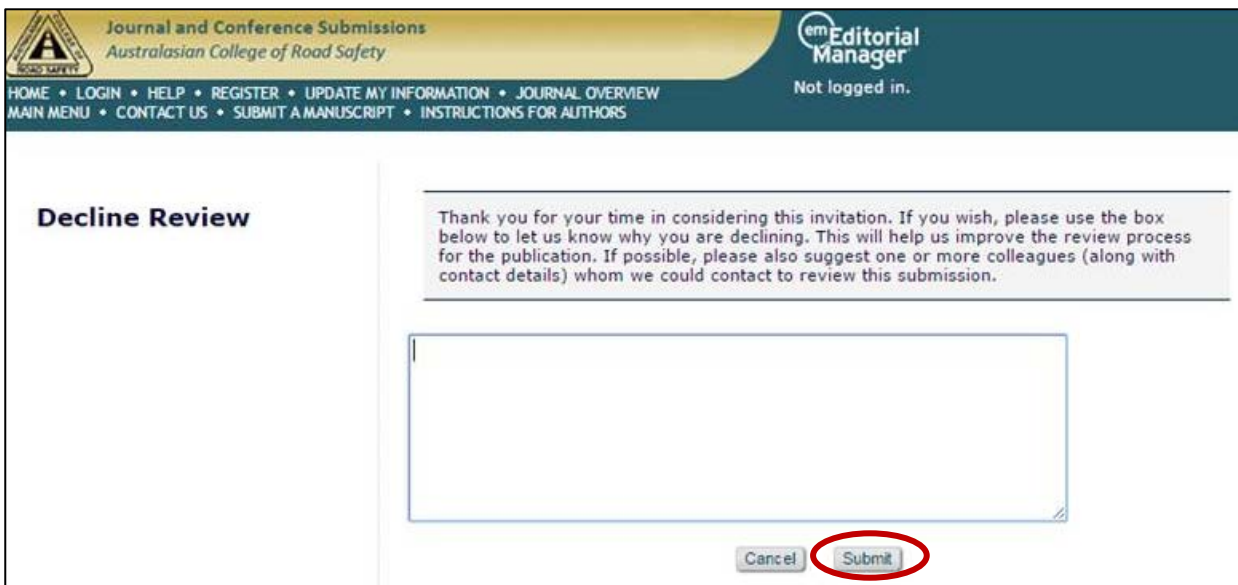 Journal and Conference Submissions
Australasian College of Road Safety
ROAD SAFETY
em Editorial
Manager
Not logged in.
HOME • LOGIN • HELP • REGISTER • UPDATE MY INFORMATION • JOURNAL OVERVIEW
MAIN MENU • CONTACT US • SUBMIT A MANUSCRIPT • INSTRUCTIONS FOR AUTHORS
Decline Review
Thank you for your time in considering this invitation. If you wish, please use the box
below to let us know why you are declining. This will help us improve the review process
for the publication. If possible, please also suggest one or more colleagues (along with
contact details) whom we could contact to review this submission.
Cancel
Submit